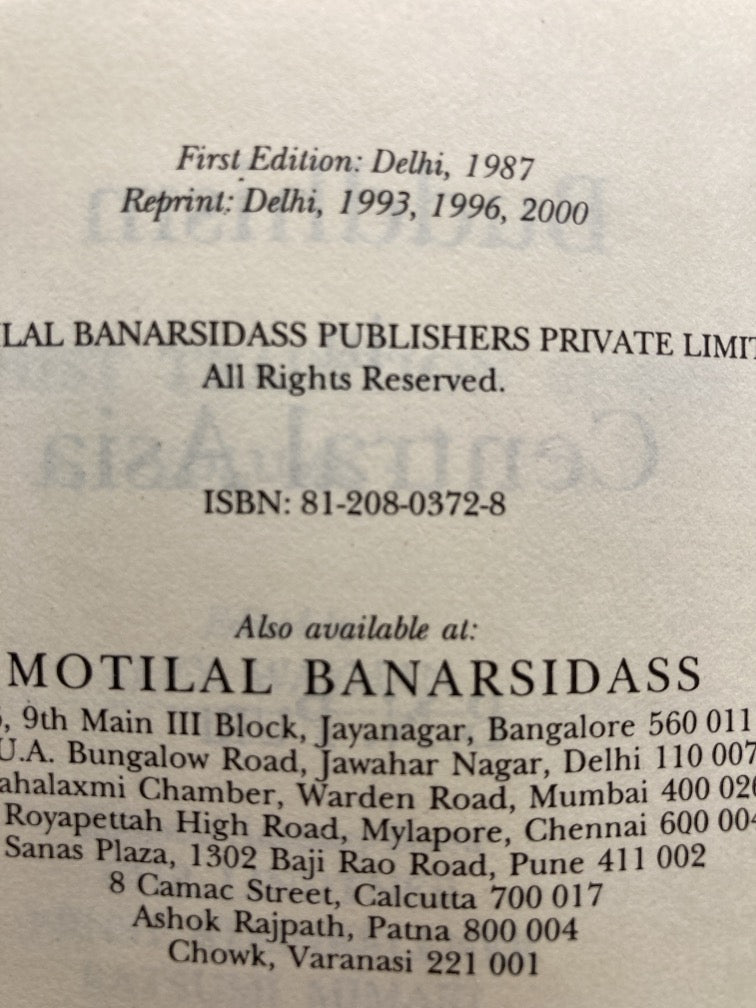 First Edition: Delhi, 1987
Reprint: Delhi, 1993, 1996, 2000
LAL BANARSIDASS PUBLISHERS PRIVATE LIMIT
All Rights Reserved.
ISBN: 81-208-0372-8
Also available at:
MOTILAL BANARSIDASS
, 9th Main III Block, Jayanagar, Bangalore 560 011
U.A. Bungalow Road, Jawahar Nagar, Delhi 110 007
ahalaxmi Chamber, Warden Road, Mumbai 400 026
Royapettah High Road, Mylapore, Chennai 600 004
Sanas Plaza, 1302 Baji Rao Road, Pune 411 002
8 Camac Street, Calcutta 700 017
Ashok Rajpath, Patna 800 004
Chowk, Varanasi 221 001